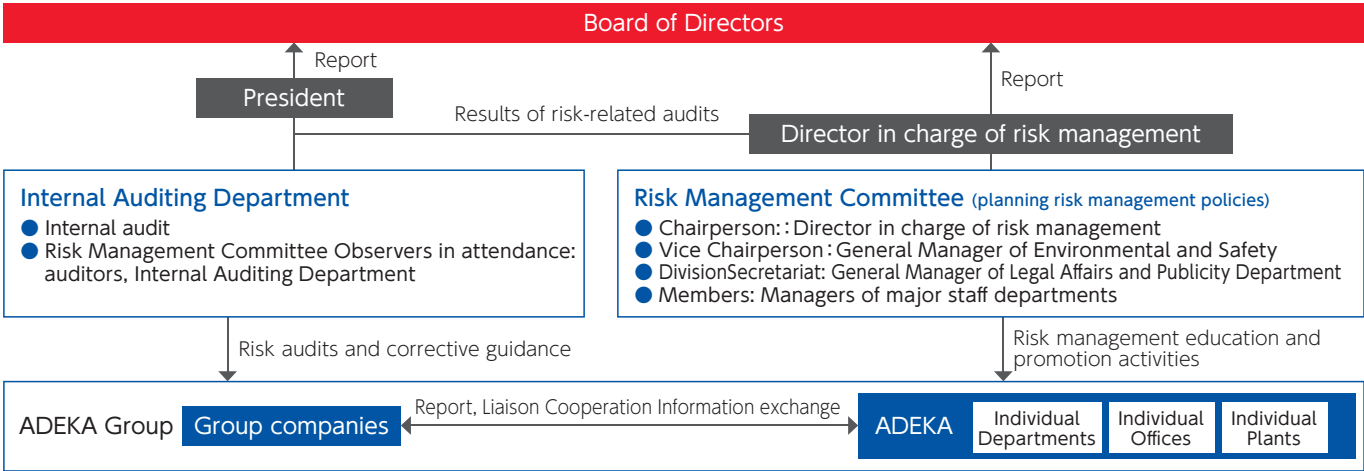 Board of Directors
Report
Report
President
Results of risk-related audits
Director in charge of risk management
Internal Auditing Department
● Internal audit
● Risk Management Committee Observers in attendance:
auditors, Internal Auditing Department
Risk Management Committee (planning risk management policies)
● Chairperson:：Director in charge of risk management
● Vice Chairperson：General Manager of Environmental and Safety
● DivisionSecretariat: General Manager of Legal Affairs and Publicity Department
● Members: Managers of major staff departments
Risk audits and corrective guidance
Risk management education and
promotion activities
ADEKA Group
Group companies
Report, Liaison Cooperation Information exchange
ADEKA
Individual
Departments
Individual
Offices
Individual
Plants